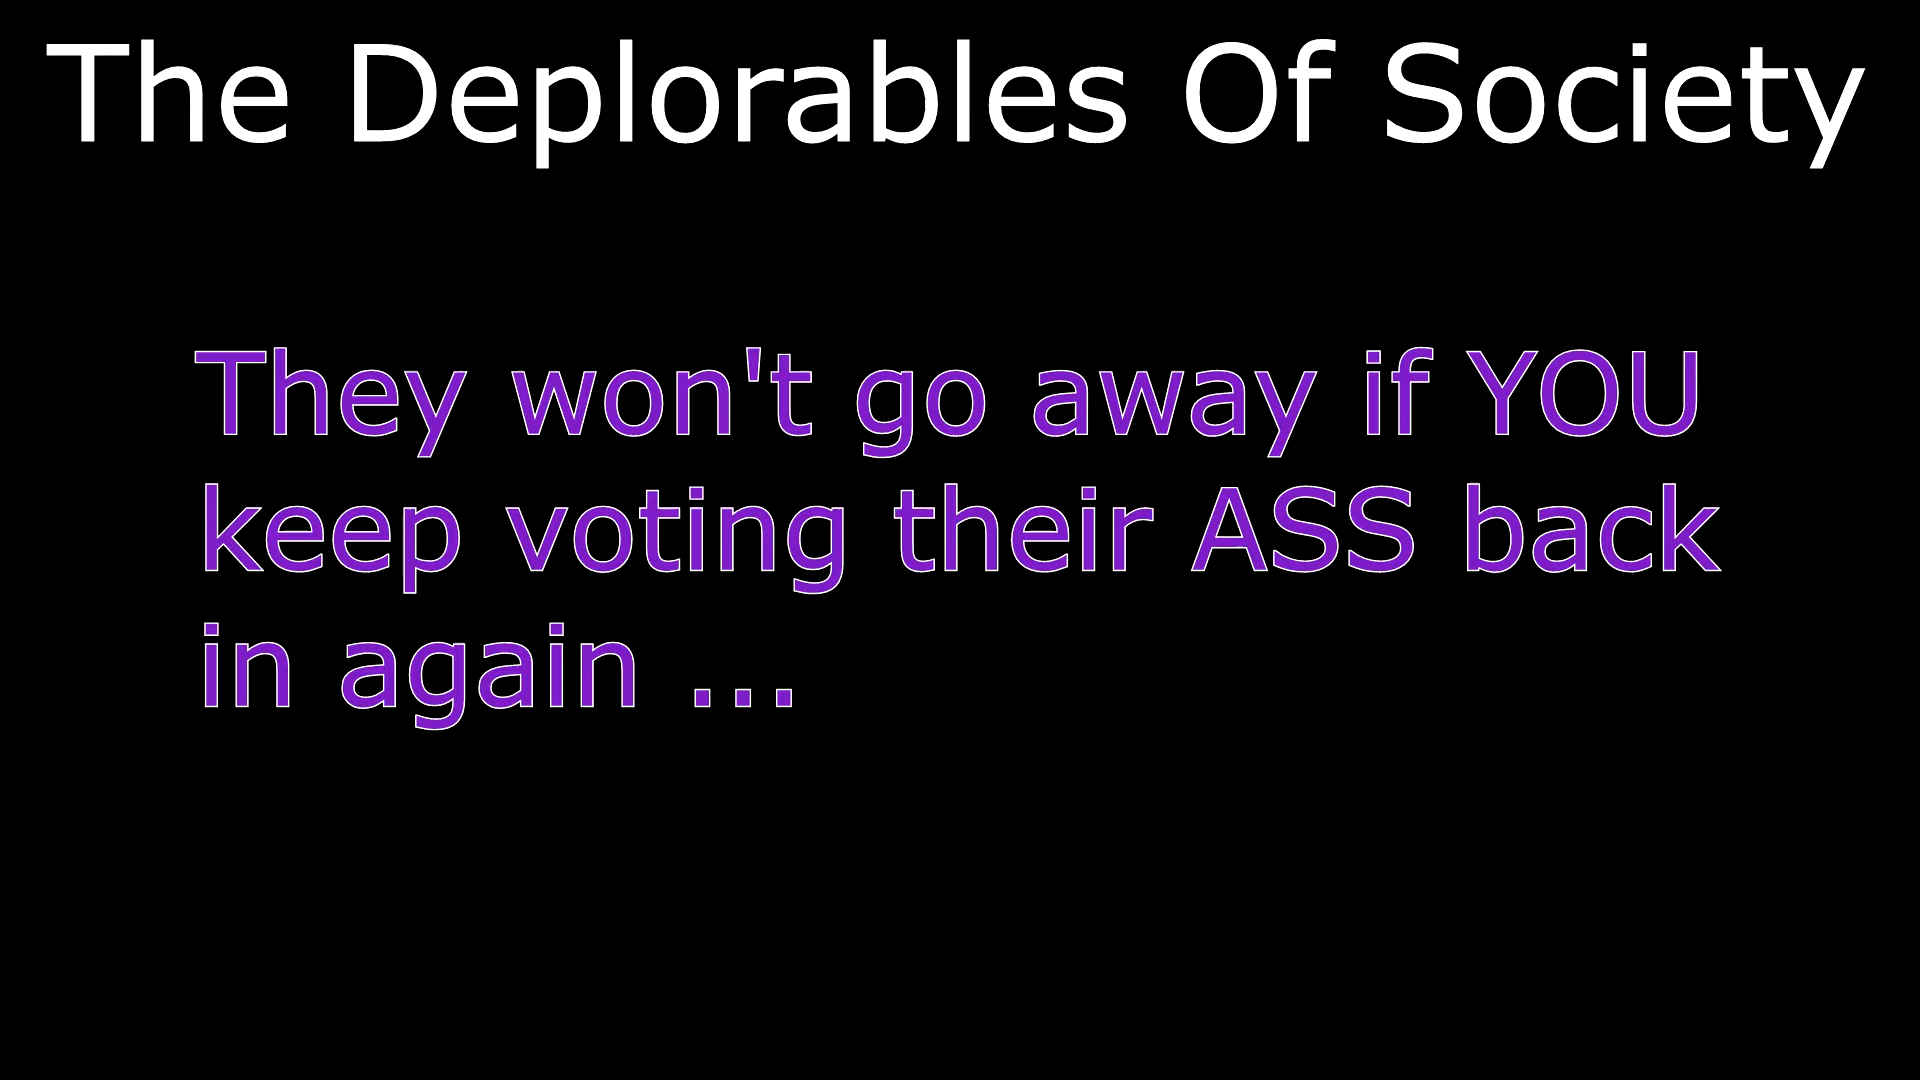 The Deplorables Of Society
They won't go away if YOU
keep voting their ASS back
in again ...